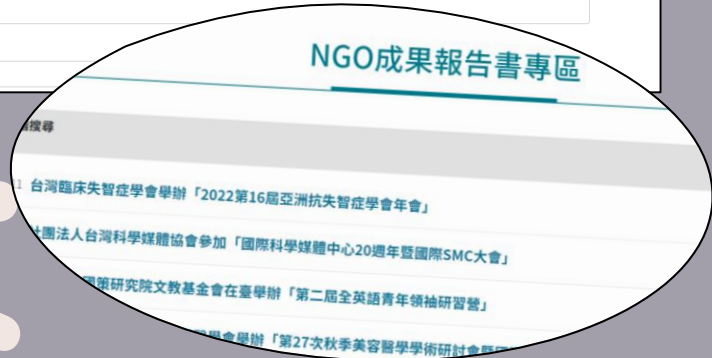 NGO成果報告書專區
搜尋
台灣臨床失智症學會舉辦「2022第16屆亞洲抗失智症學會年會」
社團法人台灣科學媒體協會參加「國際科學媒體中心20週年暨國際SMC大會」
國策研究院文教基金會在臺舉辦「第二屆全英語青年領袖研習營」
學會舉辦「第27次秋季美容醫學學術研討會暨